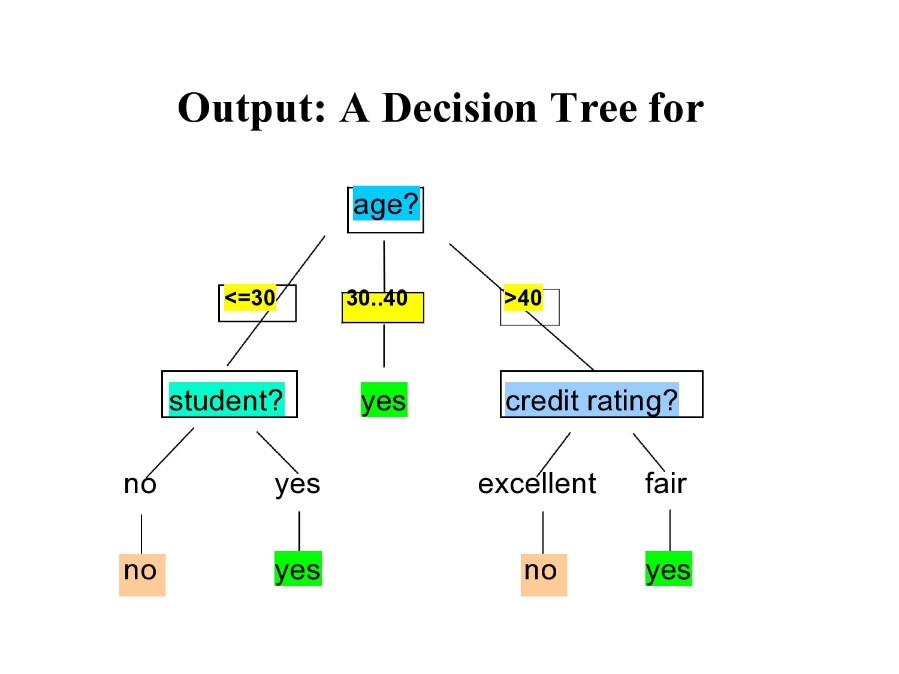 Output: A Decision Tree for
age?
<=30 30..40 >40
student? yes credit rating?
no yes excellent fair
no yes no yes